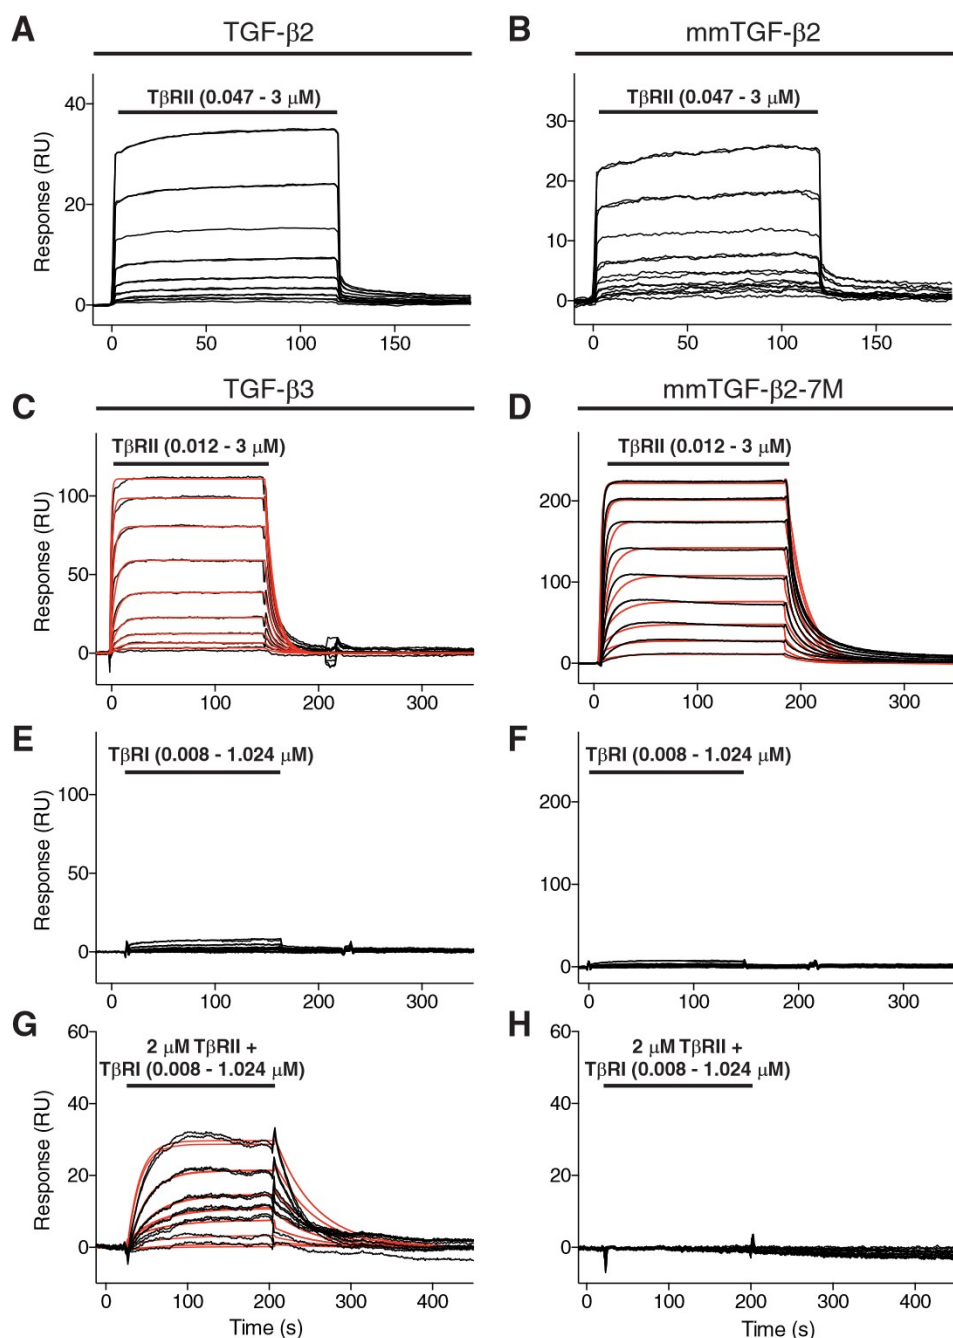 A
TGF-β2
TβRII (0.047 - 3 μM)
Response (RU)
40
20
0
0
50
100
150
B
mmTGF-β2
TβRII (0.047 - 3 μM)
30
20
10
0
0
50
100
150
C
TGF-β3
TβRII (0.012 - 3 μM)
Response (RU)
100
50
0
0
100
200
300
D
mmTGF-β2-7M
TβRII (0.012 - 3 μM)
200
100
0
0
100
200
300
E
TβRI (0.008 - 1.024 μM)
Response (RU)
100
50
0
0
100
200
300
F
TβRI (0.008 - 1.024 μM)
200
100
0
0
100
200
300
G
2 μM TβRII +
TβRI (0.008 - 1.024 μM)
Response (RU)
60
40
20
0
0
100
200
300
400
Time (s)
H
2 μM TβRII +
TβRI (0.008 - 1.024 μM)
60
40
20
0
0
100
200
300
400
Time (s)